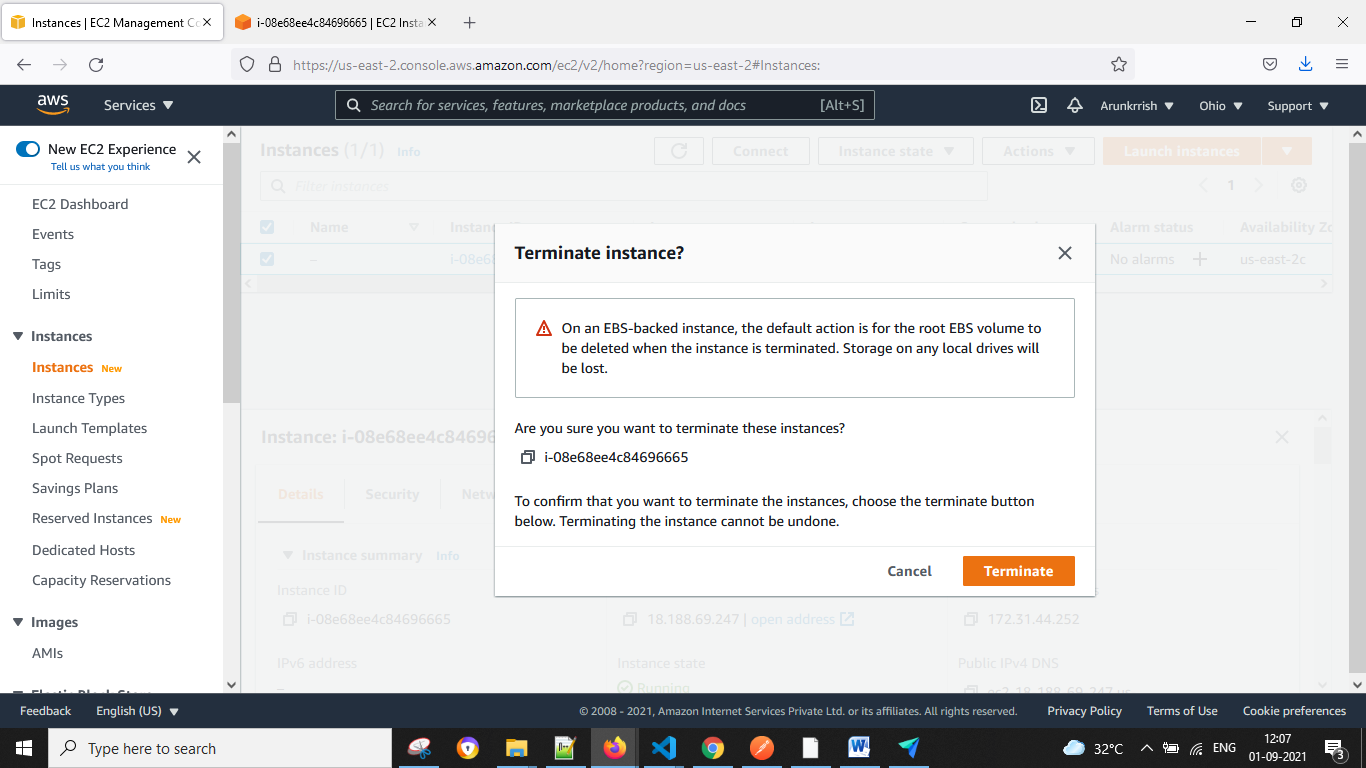 Instances | EC2 Management Co
i-08e68ee4c84696665 | EC2 Insta
https://us-east-2.console.aws.amazon.com/ec2/v2/home?region=us-east-2#Instances:
aws
Services
Search for services, features, marketplace products, and docs
[Alt+S]
Arunkrrish
Ohio
Support
New EC2 Experience
Tell us what you think
EC2 Dashboard
Events
Tags
Limits
Instances
Instances New
Instance Types
Launch Templates
Spot Requests
Savings Plans
Reserved Instances New
Dedicated Hosts
Capacity Reservations
Images
AMIs
Instances (1/1) Info
Connect
Instance state
Actions
Launch instances
Filter instances
1
Name
Alarm status
Availability Zo
–
i-08e68
No alarms
us-east-2c
Terminate instance?
On an EBS-backed instance, the default action is for the root EBS volume to
be deleted when the instance is terminated. Storage on any local drives will
be lost.
Are you sure you want to terminate these instances?
i-08e68ee4c84696665
To confirm that you want to terminate the instances, choose the terminate button
below. Terminating the instance cannot be undone.
Cancel
Terminate
Instance: i-08e68ee4c84696
Details
Security
Netw
Instance summary Info
Instance ID
i-08e68ee4c84696665
18.188.69.247 | open address
172.31.44.252
IPv6 address
–
Instance state
Running
Public IPv4 DNS
Feedback
English (US)
© 2008 - 2021, Amazon Internet Services Private Ltd. or its affiliates. All rights reserved.
Privacy Policy
Terms of Use
Cookie preferences
Type here to search
32°C
ENG
12:07
01-09-2021
3